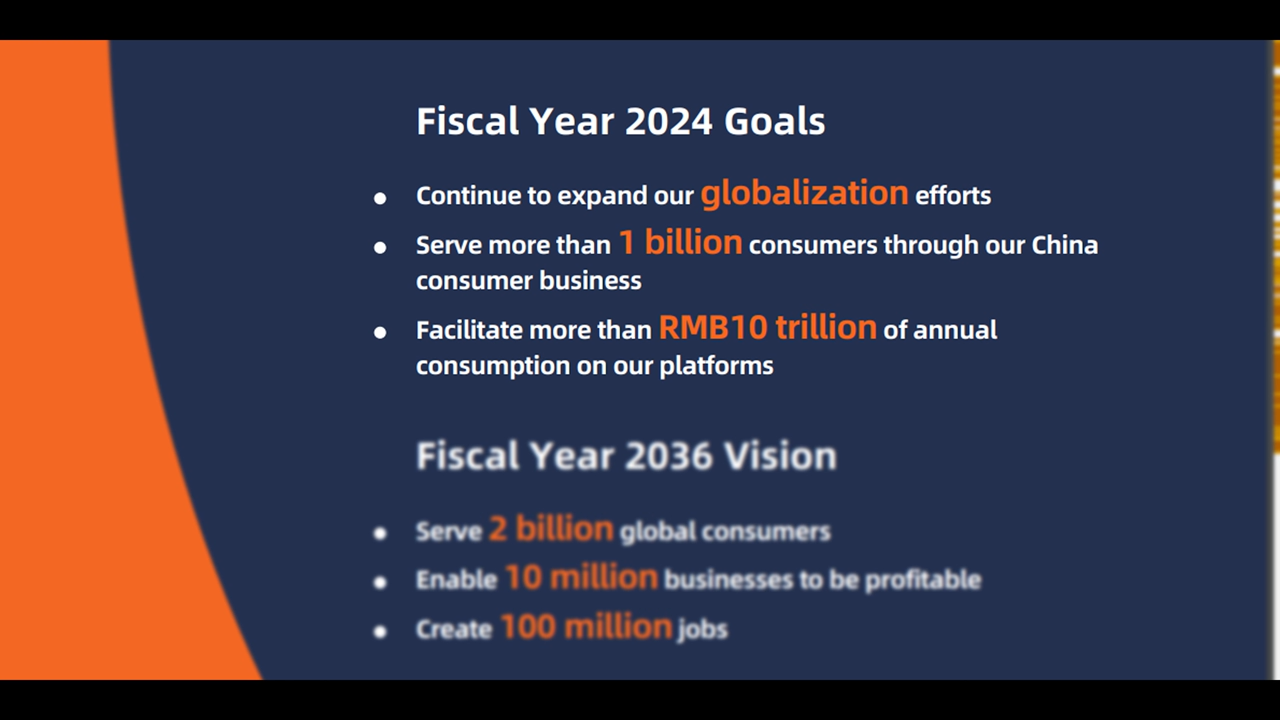 Fiscal Year 2024 Goals
• Continue to expand our globalization efforts
• Serve more than 1 billion consumers through our China
consumer business
• Facilitate more than RMB10 trillion of annual
consumption on our platforms
Fiscal Year 2036 Vision
• Serve 2 billion global consumers
• Enable 10 million businesses to be profitable
• Create 100 million jobs